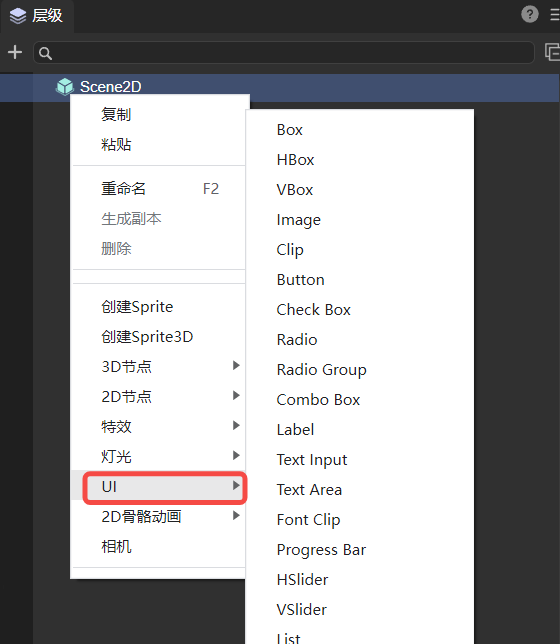 层级
Scene2D
复制
粘贴
重命名 F2
生成副本
删除
创建Sprite
创建Sprite3D
3D节点
2D节点
特效
灯光
UI
2D骨骼动画
相机
Box
HBox
VBox
Image
Clip
Button
Check Box
Radio
Radio Group
Combo Box
Label
Text Input
Text Area
Font Clip
Progress Bar
HSlider
VSlider
List